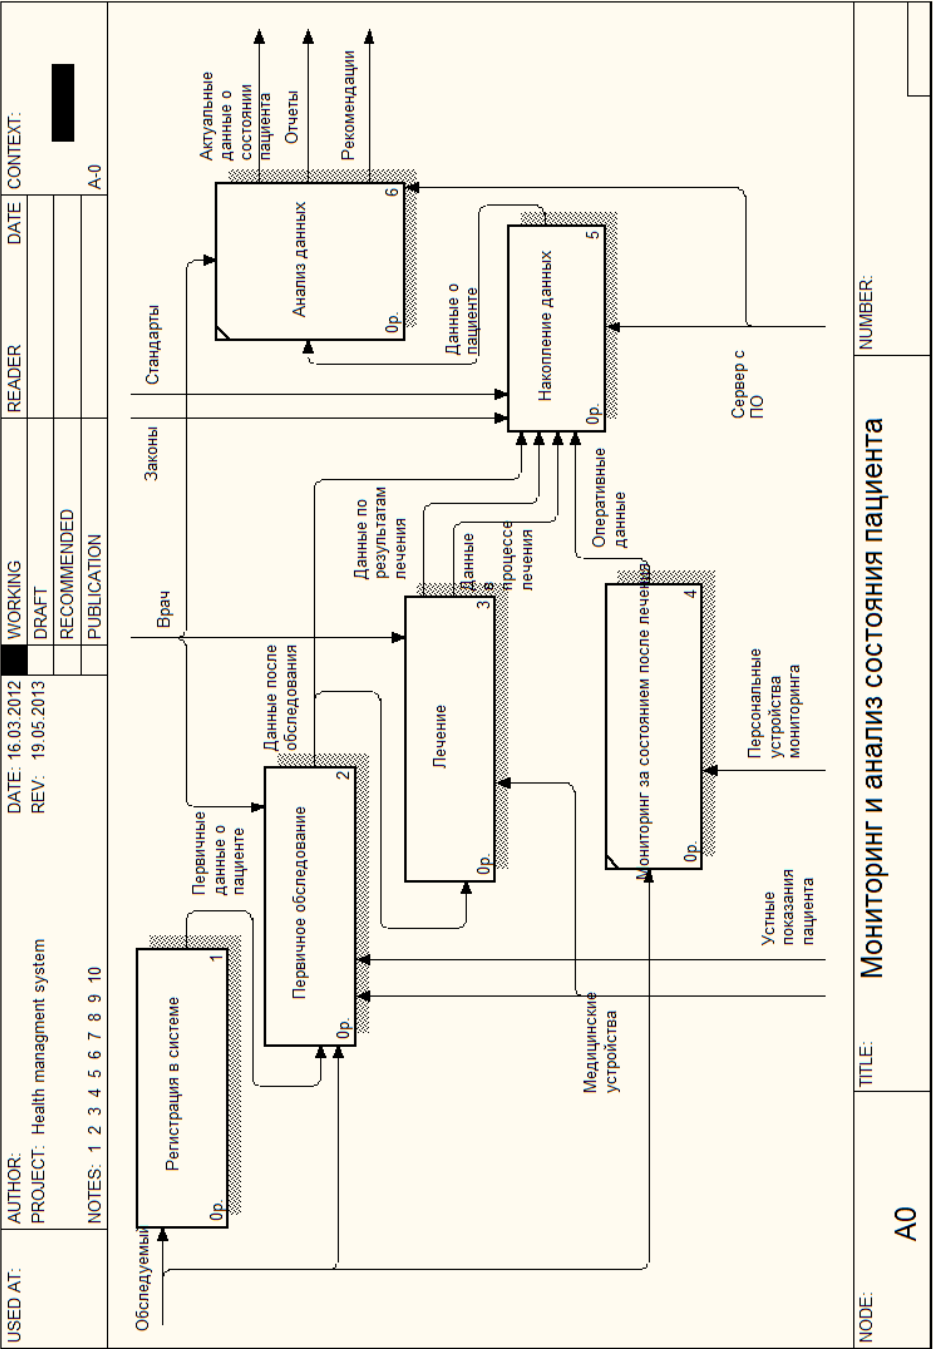 USED AT:
AUTHOR:
PROJECT: Health managment system
NOTES: 1 2 3 4 5 6 7 8 9 10
DATE: 16.03.2012
REV: 19.05.2013
WORKING
DRAFT
RECOMMENDED
PUBLICATION
READER
DATE
CONTEXT:
A-0
Обследуемый
Регистрация в системе
0р.
1
Первичные
данные о
пациенте
Врач
Законы
Стандарты
Первичное обследование
0р.
2
Данные после
обследования
Лечение
0р.
3
Данные по
результатам
лечения
Данные
в
процессе
лечения
Мониторинг за состоянием после лечения
0р.
4
Оперативные
данные
Накопление данных
0р.
5
Данные о
пациенте
Анализ данных
0р.
6
Актуальные
данные о
состоянии
пациента
Отчеты
Рекомендации
Медицинские
устройства
Устные
показания
пациента
Персональные
устройства
мониторинга
Сервер с
ПО
NODE:
A0
TITLE:
Мониторинг и анализ состояния пациента
NUMBER: